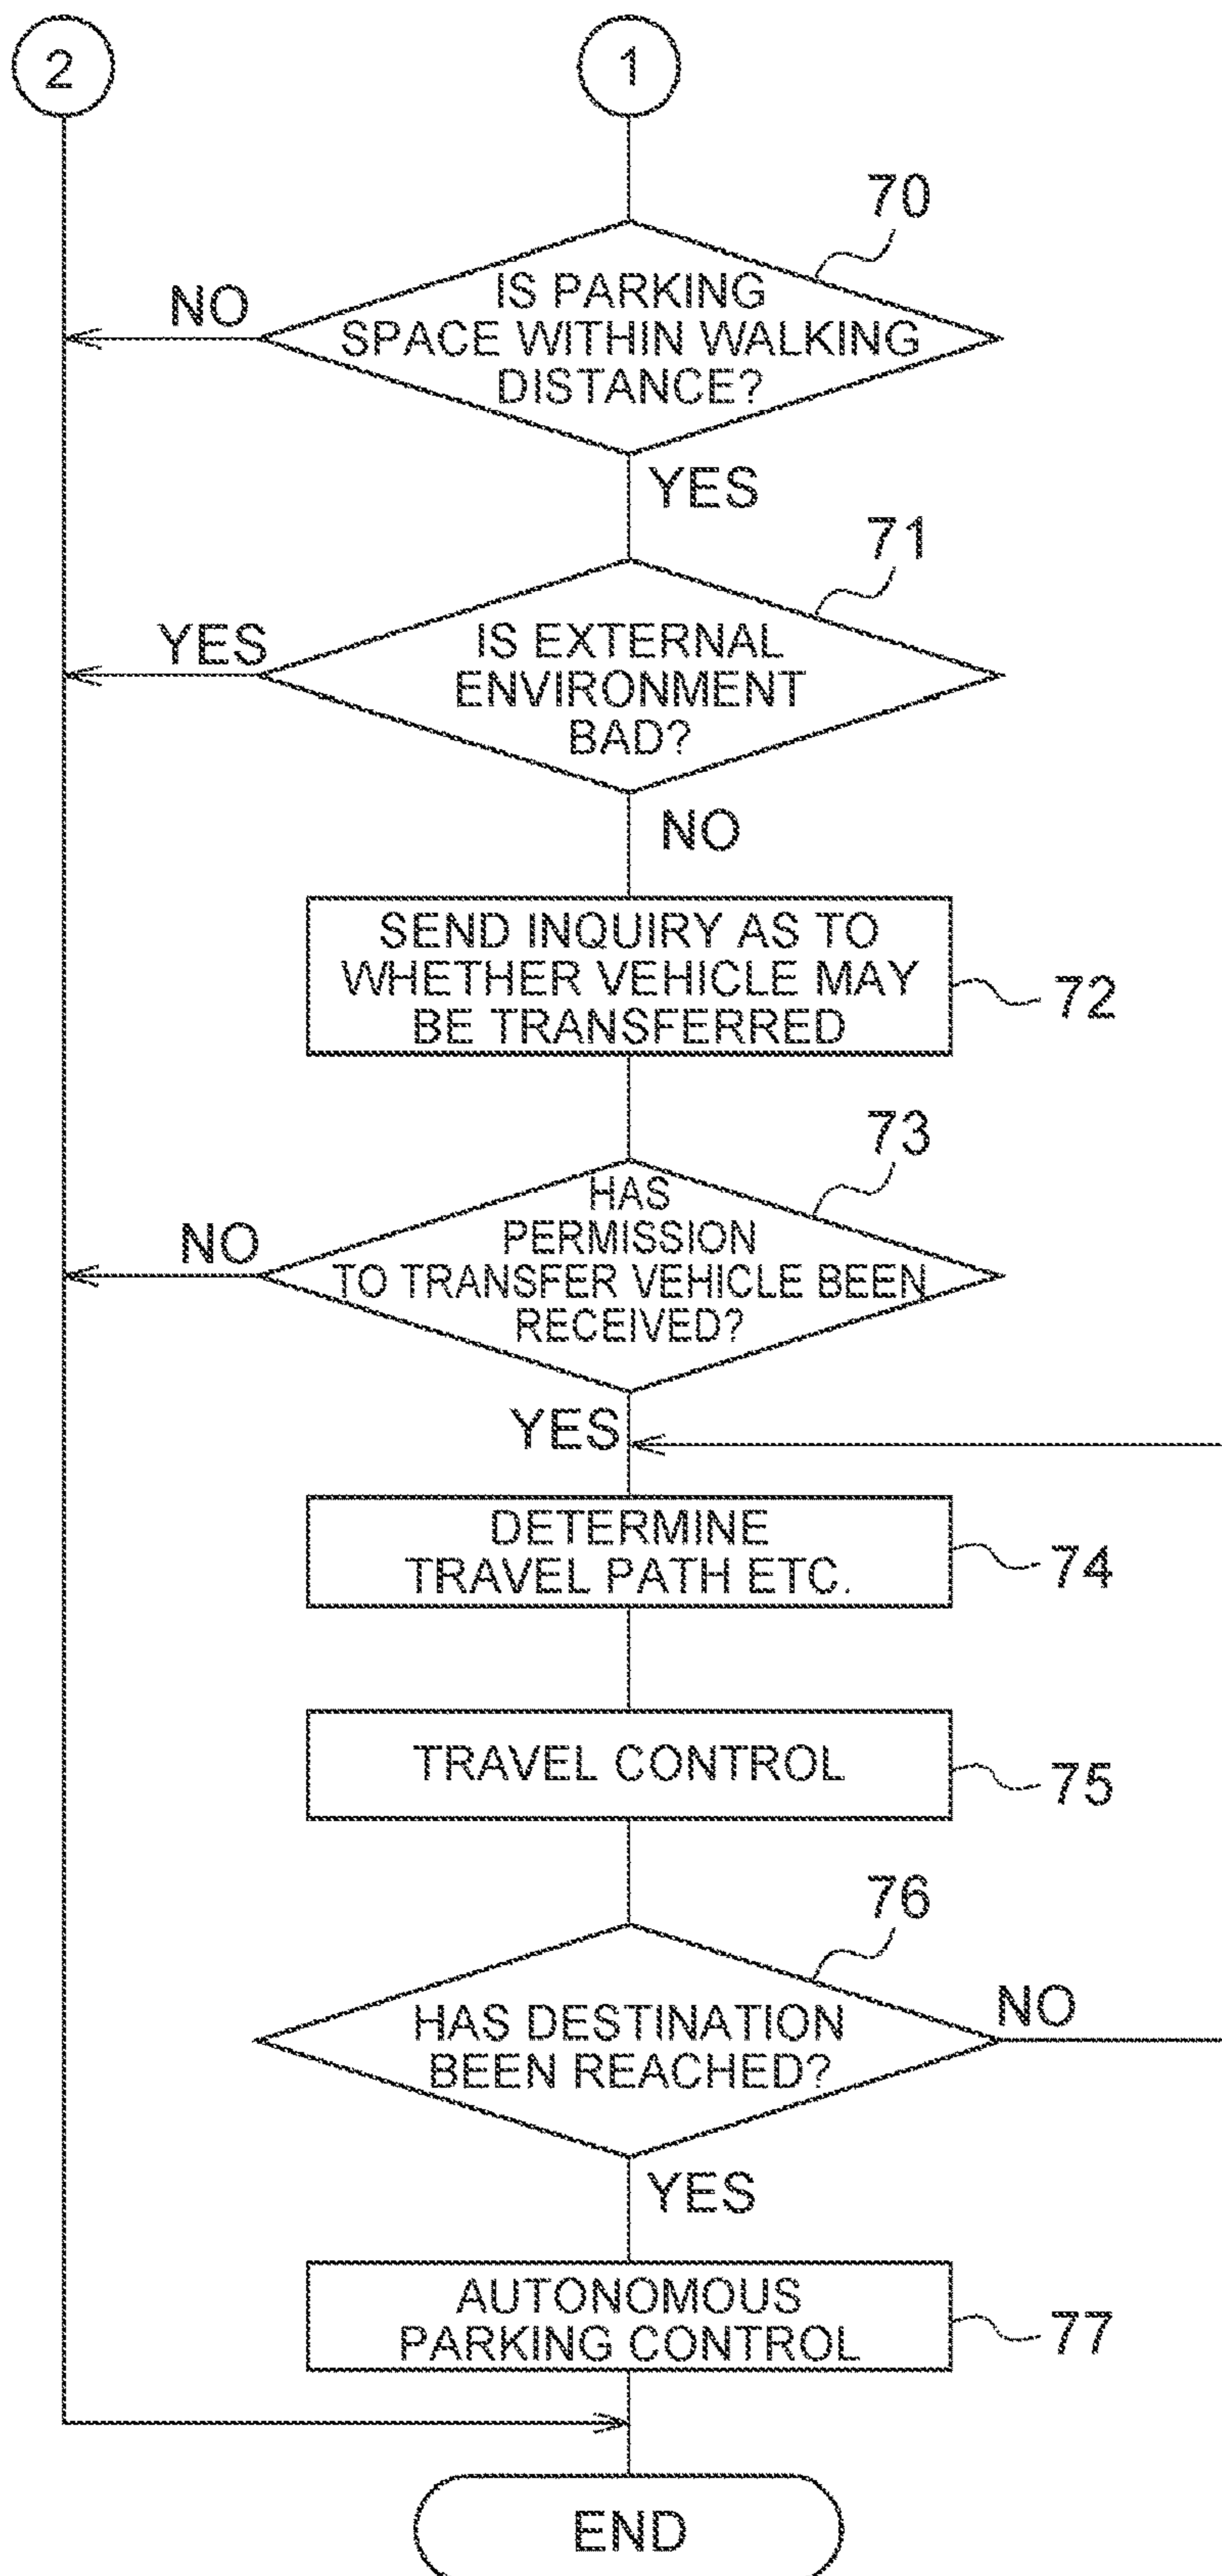 2
1
70
IS PARKING
SPACE WITHIN WALKING
DISTANCE?
NO
YES
71
IS EXTERNAL
ENVIRONMENT
BAD?
YES
NO
SEND INQUIRY AS TO
WHETHER VEHICLE MAY
BE TRANSFERRED
72
73
HAS
PERMISSION
TO TRANSFER VEHICLE BEEN
RECEIVED?
NO
YES
DETERMINE
TRAVEL PATH ETC.
74
TRAVEL CONTROL
75
76
HAS DESTINATION
BEEN REACHED?
NO
YES
AUTONOMOUS
PARKING CONTROL
77
END